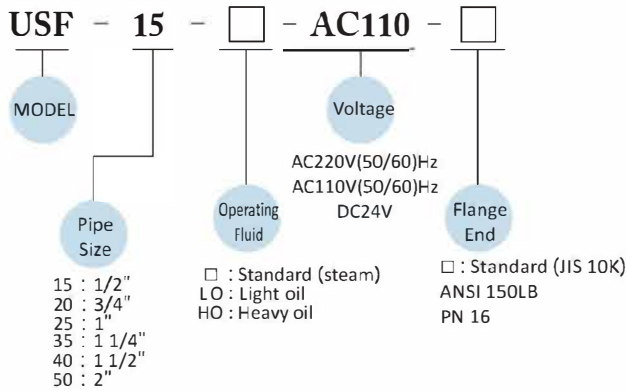 USF - 15 - □ - AC110 - □
MODEL
Voltage
AC220V(50/60)Hz
AC110V(50/60)Hz
DC24V
Pipe
Size
15 : 1/2"
20 : 3/4"
25 : 1"
35 : 1 1/4"
40 : 1 1/2"
50 : 2"
Operating
Fluid
□ : Standard (steam)
LO : Light oil
HO : Heavy oil
Flange
End
□ : Standard (JIS 10K)
ANSI 150LB
PN 16